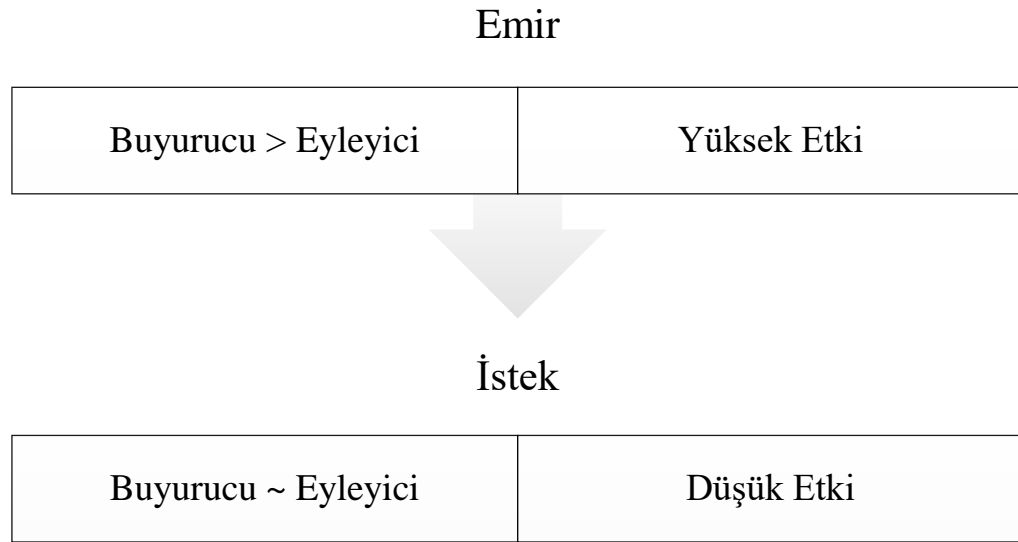 Emir
Buyurucu > Eyleyici
Yüksek Etki
İstek
Buyurucu ~ Eyleyici
Düşük Etki